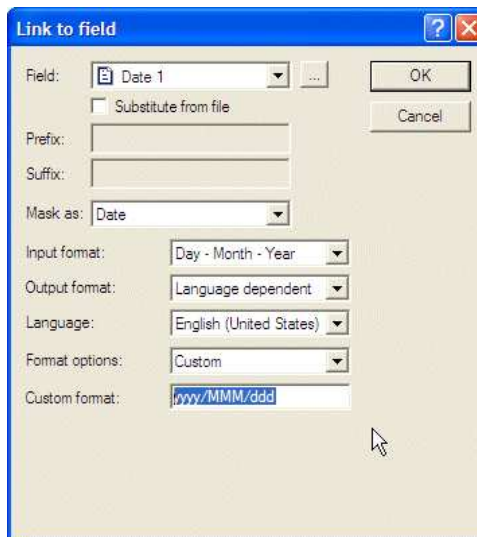 Link to field
Field: Date 1 ... OK
Substitute from file
Cancel
Prefix:
Suffix:
Mask as: Date
Input format: Day - Month - Year
Output format: Language dependent
Language: English (United States)
Format options: Custom
Custom format: yyyy/MMM/ddd